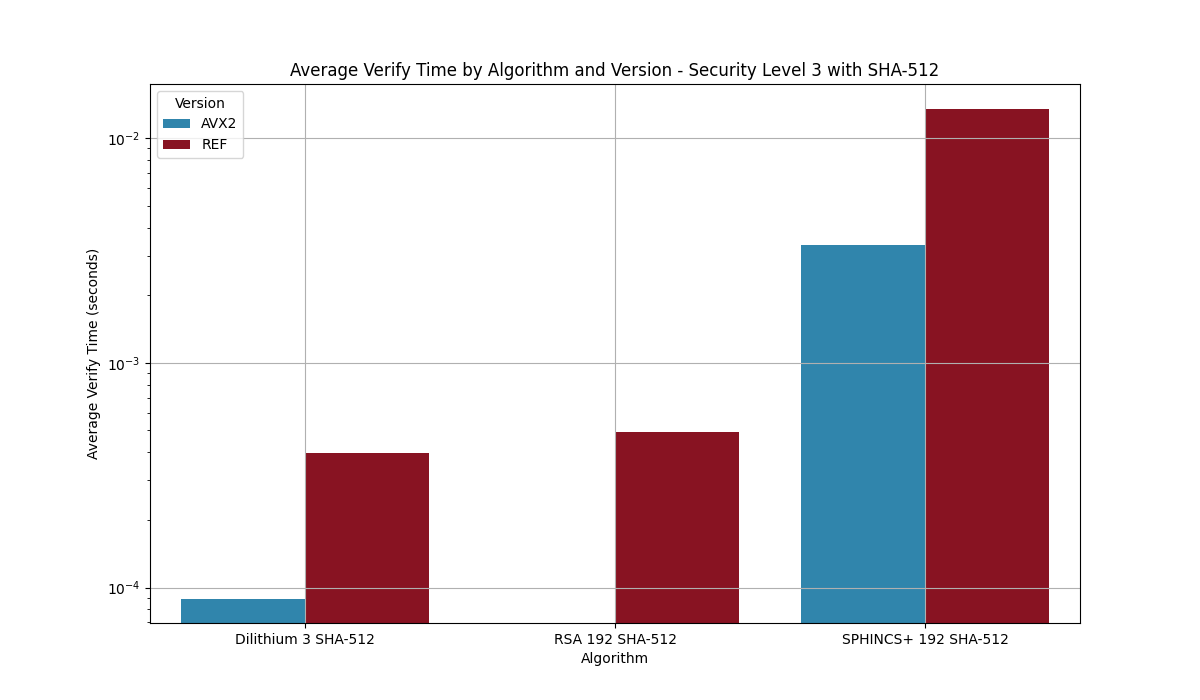 Average Verify Time by Algorithm and Version - Security Level 3 with SHA-512
Version
AVX2
REF
10⁻²
10⁻³
10⁻⁴
Average Verify Time (seconds)
Dilithium 3 SHA-512
RSA 192 SHA-512
SPHINCS+ 192 SHA-512
Algorithm